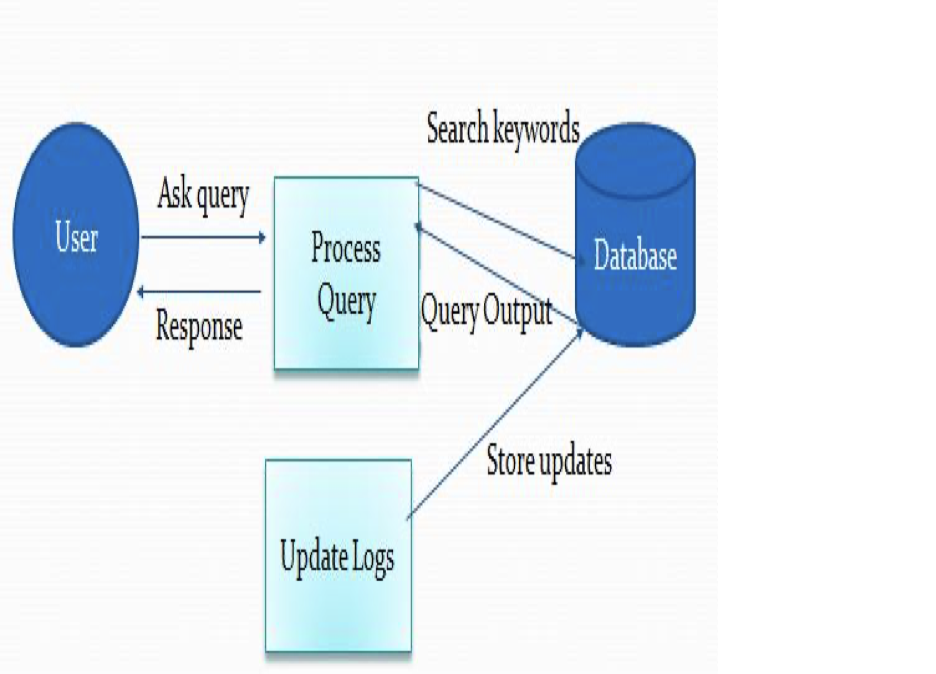 Search keywords
Ask query
User
Process
Query
Database
Query Output
Response
Store updates
Update Logs